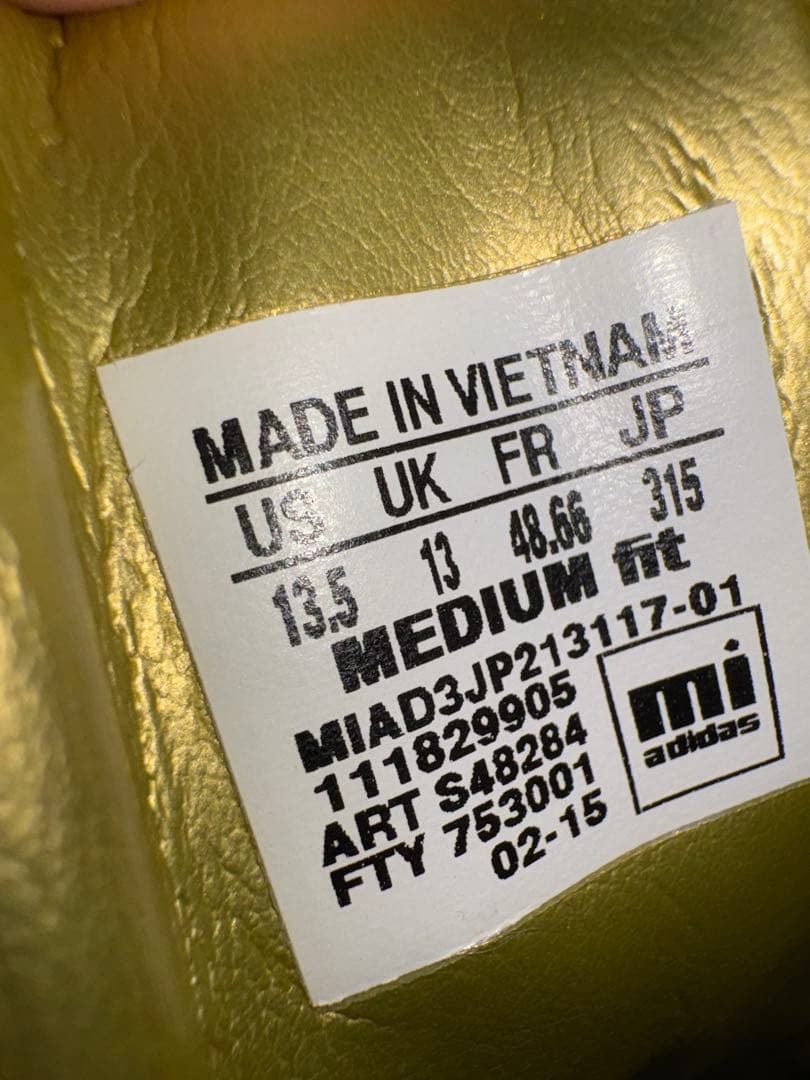 MADE IN VIETNAM
US UK FR JP
13.5 13 48.66 315
MEDIUM fit
MIAD3JP213117-01
111829905
ART S48284
FTY 753001
02-15
mi
adidas